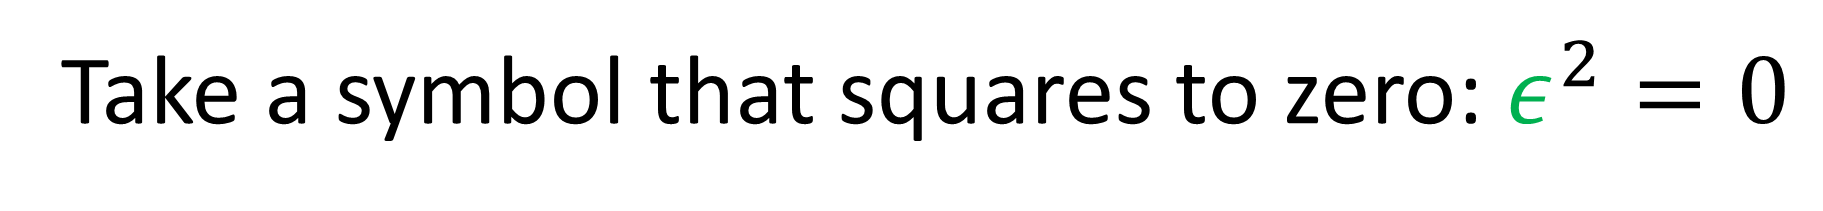 Take a symbol that squares to zero: ϵ² = 0